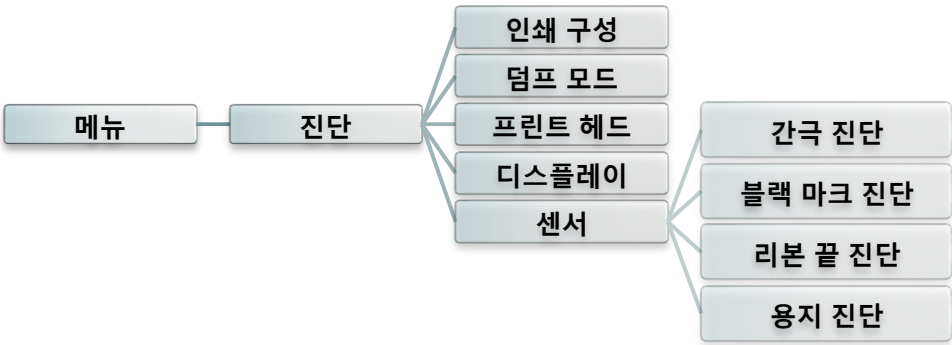 메뉴
진단
인쇄 구성
덤프 모드
프린트 헤드
디스플레이
센서
간극 진단
블랙 마크 진단
리본 끝 진단
용지 진단